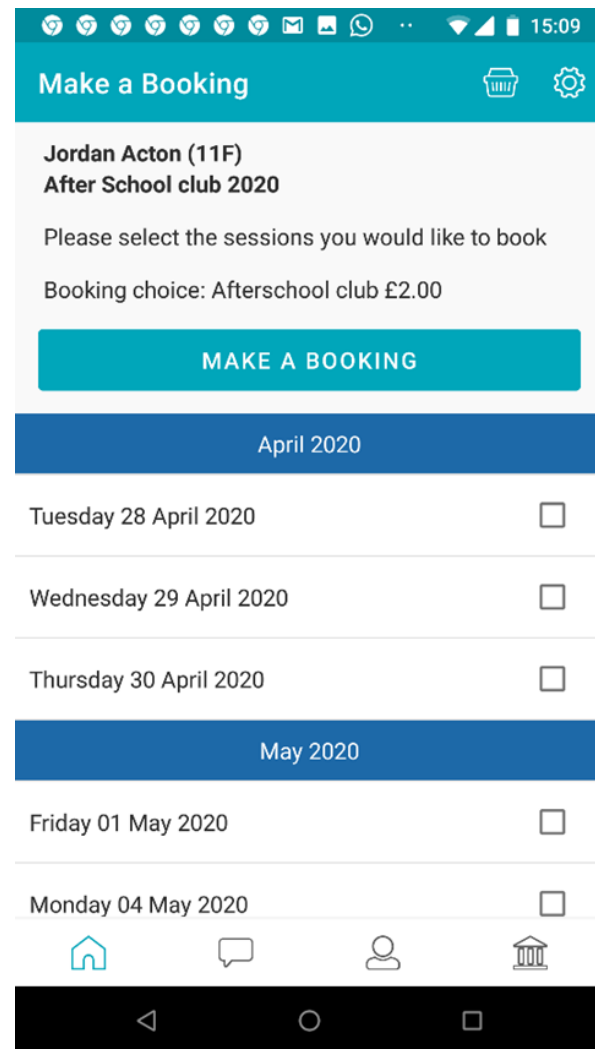 15:09
Make a Booking
Jordan Acton (11F)
After School club 2020
Please select the sessions you would like to book
Booking choice: Afterschool club £2.00
MAKE A BOOKING
April 2020
Tuesday 28 April 2020
Wednesday 29 April 2020
Thursday 30 April 2020
May 2020
Friday 01 May 2020
Monday 04 May 2020